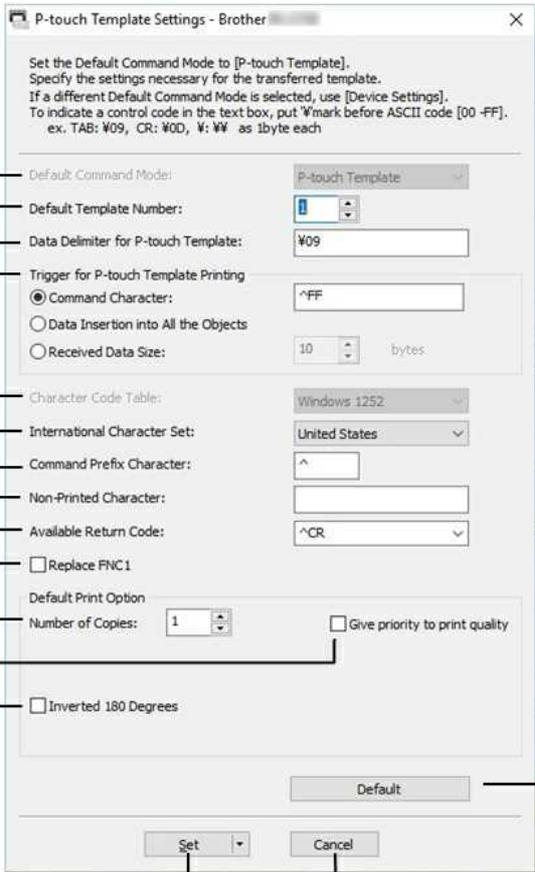 P-touch Template Settings - Brother
Set the Default Command Mode to [P-touch Template].
Specify the settings necessary for the transferred template.
If a different Default Command Mode is selected, use [Device Settings].
To indicate a control code in the text box, put '¥'mark before ASCII code [00 -FF].
ex. TAB: ¥09, CR: ¥0D, ¥: ¥¥ as 1byte each
Default Command Mode: P-touch Template
Default Template Number: 1
Data Delimiter for P-touch Template: ¥09
Trigger for P-touch Template Printing
Command Character: ^FF
Data Insertion into All the Objects
Received Data Size: 10 bytes
Character Code Table: Windows 1252
International Character Set: United States
Command Prefix Character: ^
Non-Printed Character:
Available Return Code: ^CR
Replace FNC1
Default Print Option
Number of Copies: 1 Give priority to print quality
Inverted 180 Degrees
Default
Set Cancel